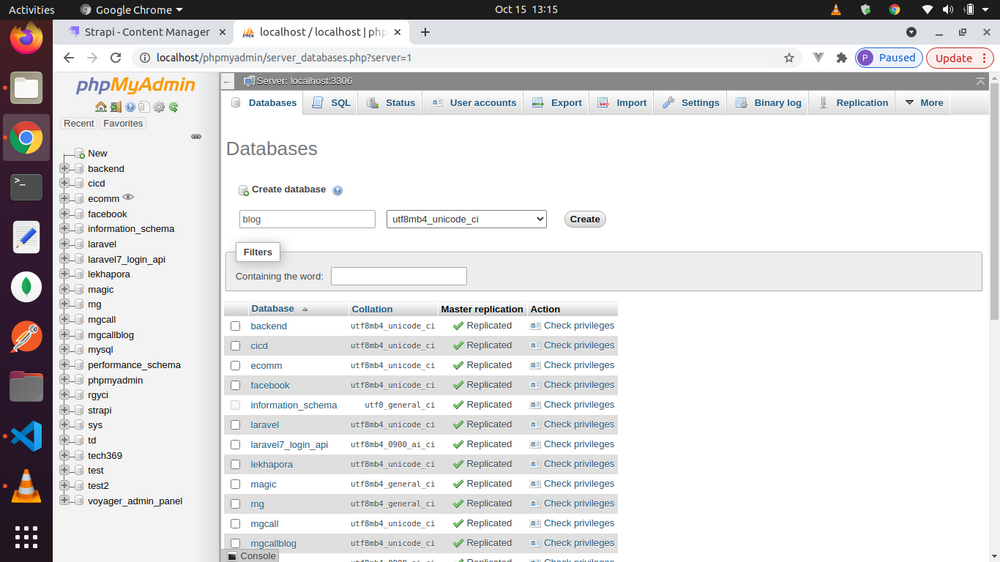 Activities
Google Chrome
Oct 15 13:15
Strapi - Content Manager
localhost / localhost | php
localhost/phpmyadmin/server_databases.php?server=1
P Paused
Update
phpMyAdmin
Recent
Favorites
New
backend
cicd
ecomm
facebook
information_schema
laravel
laravel7_login_api
lekhapora
magic
mg
mgcall
mgcallblog
mysql
performance_schema
phpmyadmin
rgyci
strapi
sys
td
tech369
test
test2
voyager_admin_panel
Server: localhost:3306
Databases
SQL
Status
User accounts
Export
Import
Settings
Binary log
Replication
More
Databases
Create database
blog
utf8mb4_unicode_ci
Create
Filters
Containing the word:
Database Collation Master replication Action
backend utf8mb4_unicode_ci Replicated Check privileges
cicd utf8mb4_unicode_ci Replicated Check privileges
ecomm utf8mb4_unicode_ci Replicated Check privileges
facebook utf8mb4_unicode_ci Replicated Check privileges
information_schema utf8_general_ci Replicated Check privileges
laravel utf8mb4_unicode_ci Replicated Check privileges
laravel7_login_api utf8mb4_0900_ai_ci Replicated Check privileges
lekhapora utf8mb4_unicode_ci Replicated Check privileges
magic utf8mb4_general_ci Replicated Check privileges
mg utf8mb4_general_ci Replicated Check privileges
mgcall utf8mb4_unicode_ci Replicated Check privileges
mgcallblog utf8mb4_unicode_ci Replicated Check privileges
Console